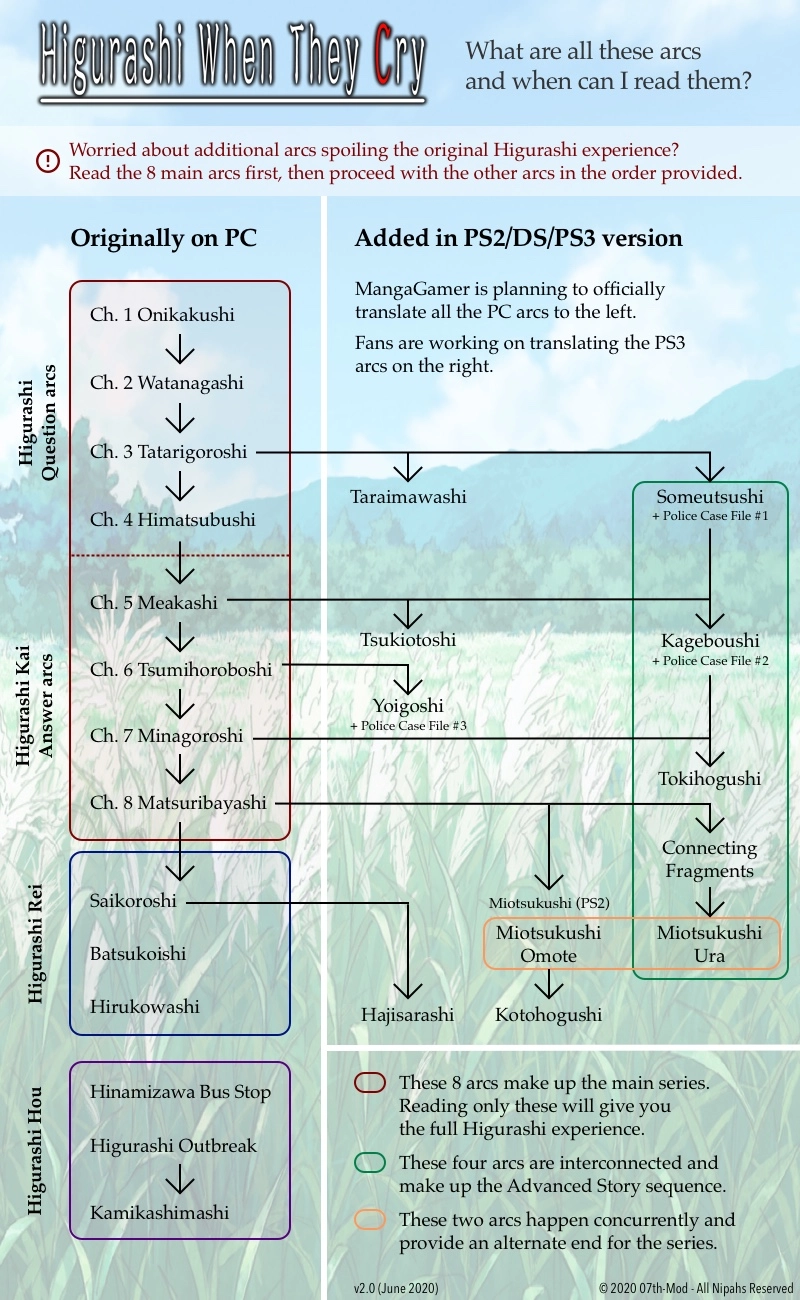 Higurashi When They Cry
What are all these arcs
and when can I read them?
Worried about additional arcs spoiling the original Higurashi experience?
Read the 8 main arcs first, then proceed with the other arcs in the order provided.
Originally on PC
Higurashi
Question arcs
Ch. 1 Onikakushi
Ch. 2 Watanagashi
Ch. 3 Tatarigoroshi
Ch. 4 Himatsubushi
Higurashi Kai
Answer arcs
Ch. 5 Meakashi
Ch. 6 Tsumihoroboshi
Ch. 7 Minagoroshi
Ch. 8 Matsuribayashi
Higurashi Rei
Saikoroshi
Batsukoishi
Hirukowashi
Higurashi Hou
Hinamizawa Bus Stop
Higurashi Outbreak
Kamikashimashi
Added in PS2/DS/PS3 version
MangaGamer is planning to officially
translate all the PC arcs to the left.
Fans are working on translating the PS3
arcs on the right.
Taraimawashi
Someutsushi
+ Police Case File #1
Tsukiotoshi
Kageboushi
+ Police Case File #2
Yoigoshi
+ Police Case File #3
Tokihogushi
Connecting
Fragments
Miotsukushi (PS2)
Miotsukushi
Omote
Miotsukushi
Ura
Hajisarashi
Kotohogushi
These 8 arcs make up the main series.
Reading only these will give you
the full Higurashi experience.
These four arcs are interconnected and
make up the Advanced Story sequence.
These two arcs happen concurrently and
provide an alternate end for the series.
v2.0 (June 2020)
© 2020 07th-Mod - All Nipahs Reserved